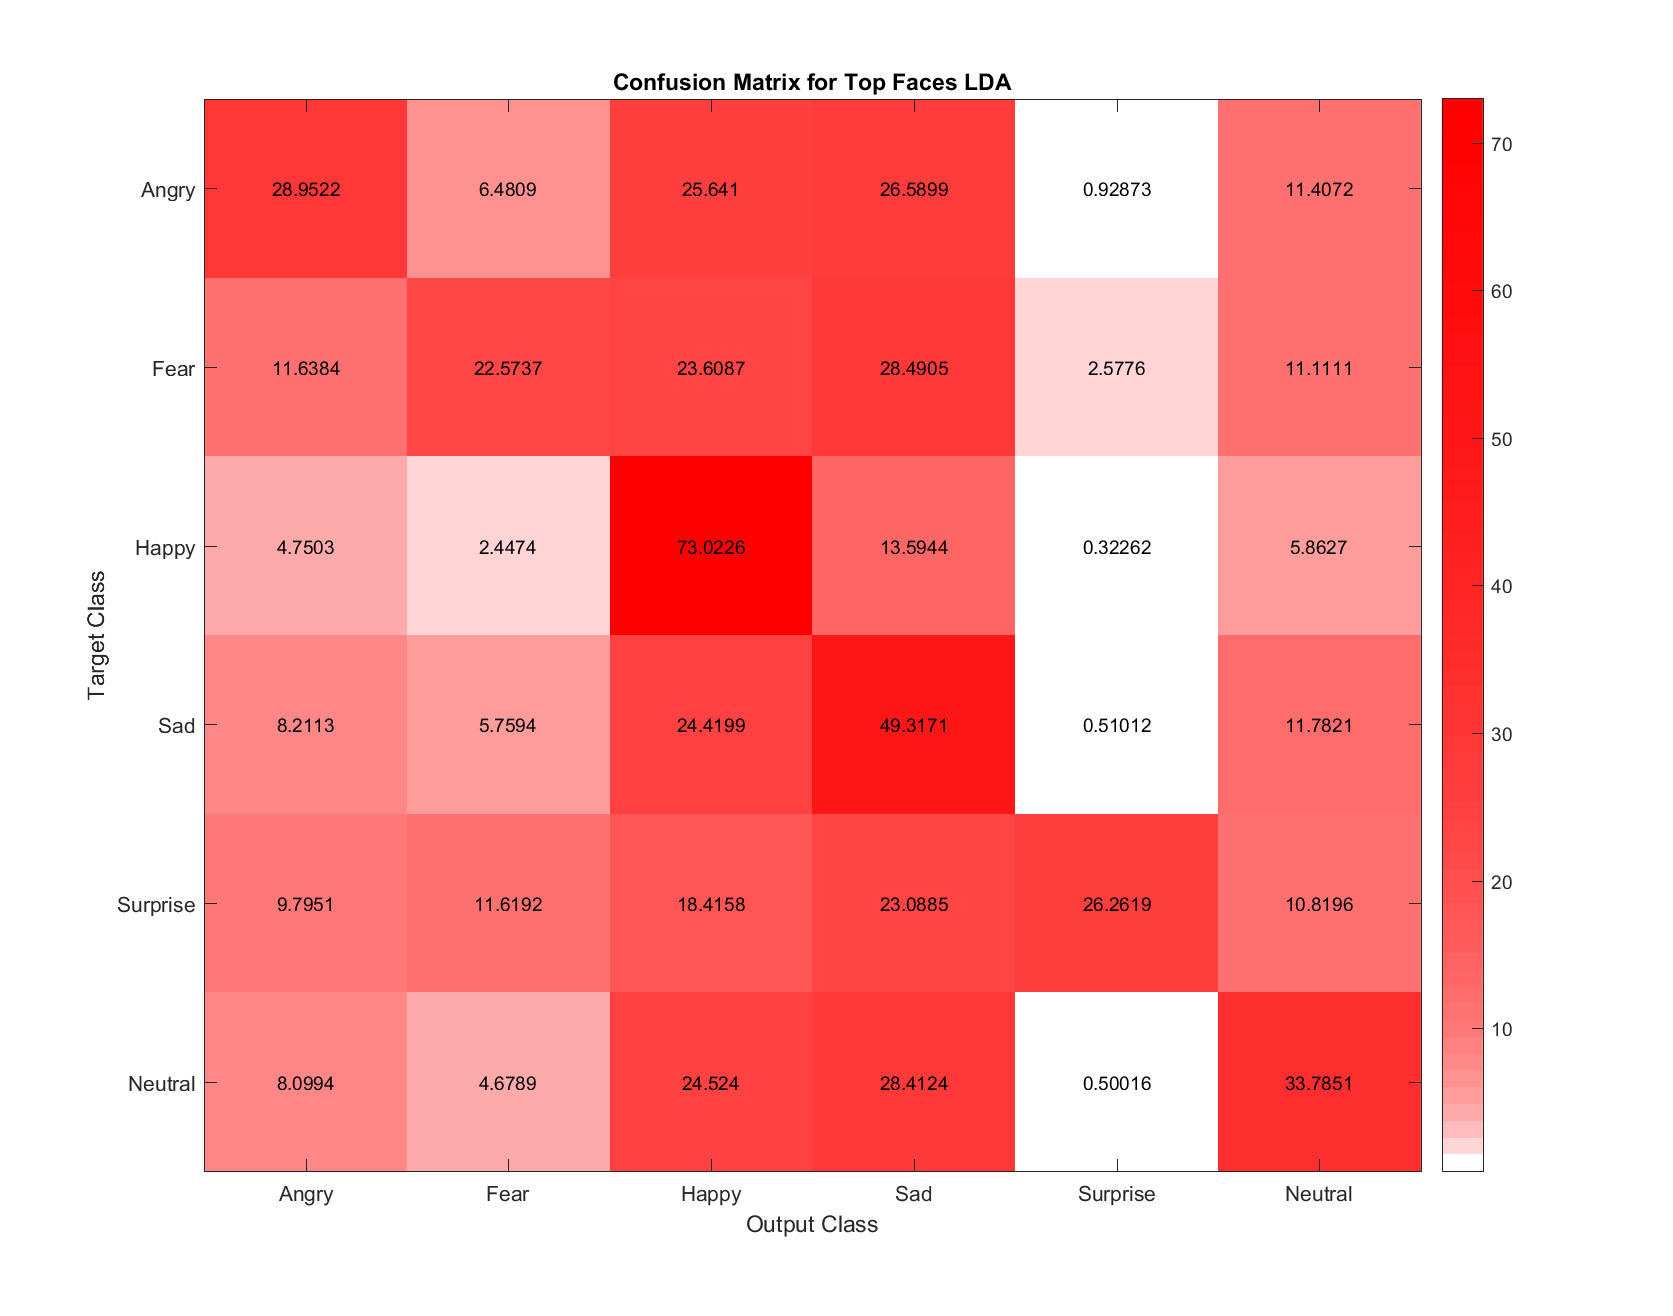 Confusion Matrix for Top Faces LDA
Target Class
Angry 28.9522 6.4809 25.641 26.5899 0.92873 11.4072
Fear 11.6384 22.5737 23.6087 28.4905 2.5776 11.1111
Happy 4.7503 2.4474 73.0226 13.5944 0.32262 5.8627
Sad 8.2113 5.7594 24.4199 49.3171 0.51012 11.7821
Surprise 9.7951 11.6192 18.4158 23.0885 26.2619 10.8196
Neutral 8.0994 4.6789 24.524 28.4124 0.50016 33.7851
Angry Fear Happy Sad Surprise Neutral
Output Class
70
60
50
40
30
20
10